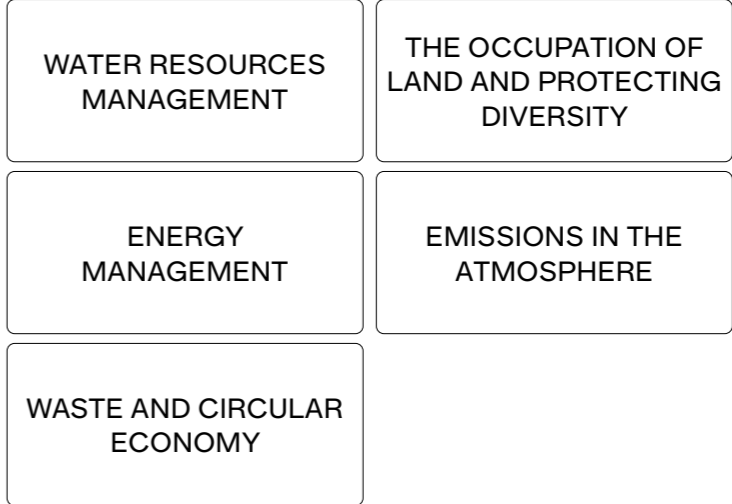 WATER RESOURCES
MANAGEMENT
THE OCCUPATION OF
LAND AND PROTECTING
DIVERSITY
ENERGY
MANAGEMENT
EMISSIONS IN THE
ATMOSPHERE
WASTE AND CIRCULAR
ECONOMY